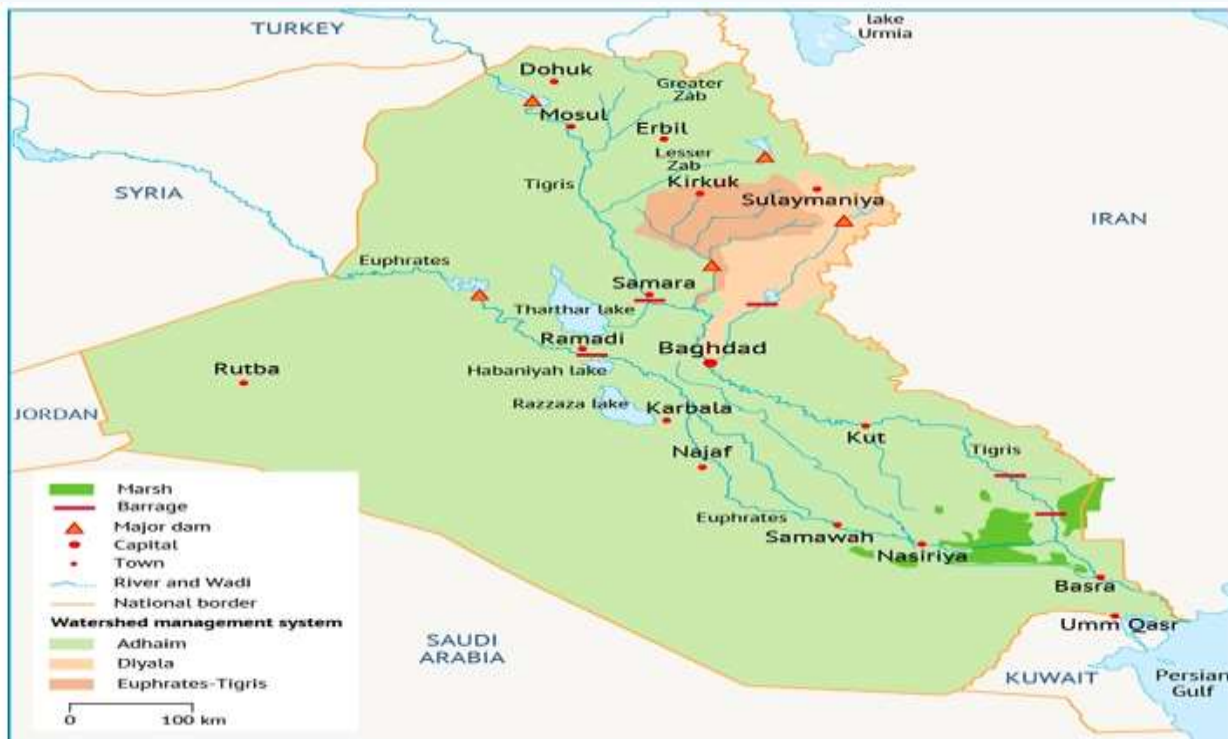 TURKEY
lake
Urmia
Dohuk
Greater
Zab
Mosul
Erbil
Lesser
Zab
SYRIA
Tigris
Kirkuk
Sulaymaniya
IRAN
Euphrates
Samara
Tharthar lake
Ramadi
Baghdad
Rutba
Habaniyah lake
JORDAN
Razzaza lake
Karbala
Kut
Najaf
Tigris
Euphrates
Samawah
Nasiriya
Basra
Umm Qasr
SAUDI
ARABIA
KUWAIT
Persian
Gulf
Marsh
Barrage
Major dam
Capital
Town
River and Wadi
National border
Watershed management system
Adhaim
Diyala
Euphrates-Tigris
0 100 km